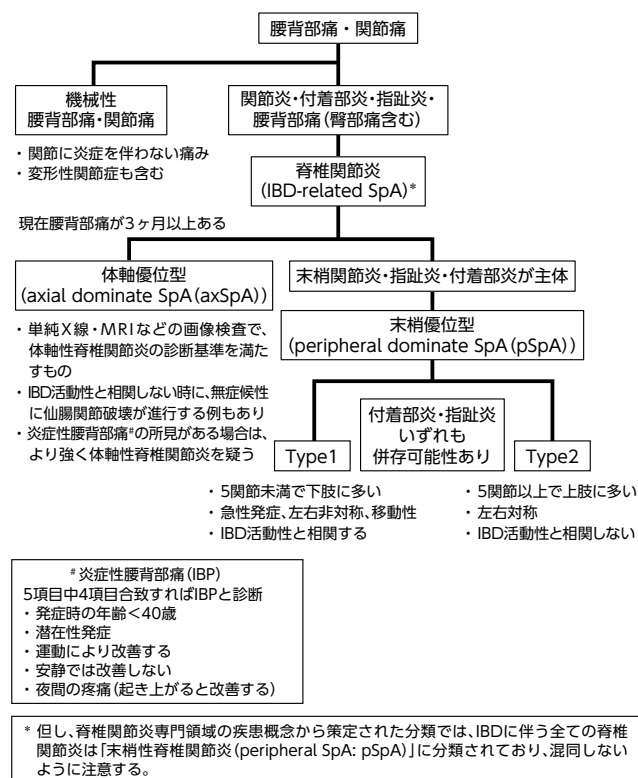 腰背部痛・関節痛
機械性
腰背部痛・関節痛
関節炎・付着部炎・指趾炎・
腰背部痛(臀部痛含む)
・関節に炎症を伴わない痛み
・変形性関節症も含む
脊椎関節炎
(IBD-related SpA)*
現在腰背部痛が3ヶ月以上ある
体軸優位型
(axial dominate SpA(axSpA))
末梢関節炎・指趾炎・付着部炎が主体
・単純X線・MRIなどの画像検査で、
体軸性脊椎関節炎の診断基準を満た
すもの
・IBD活動性と相関しない時に、無症候性
に仙腸関節破壊が進行する例もあり
・炎症性腰背部痛#の所見がある場合は、
より強く体軸性脊椎関節炎を疑う
末梢優位型
(peripheral dominate SpA(pSpA))
Type1
付着部炎・指趾炎
いずれも
併存可能性あり
Type2
・5関節未満で下肢に多い
・急性発症、左右非対称、移動性
・IBD活動性と相関する
・5関節以上で上肢に多い
・左右対称
・IBD活動性と相関しない
#炎症性腰背部痛(IBP)
5項目中4項目合致すればIBPと診断
・発症時の年齢<40歳
・潜在性発症
・運動により改善する
・安静では改善しない
・夜間の疼痛(起き上がると改善する)
* 但し、脊椎関節炎専門領域の疾患概念から策定された分類では、IBDに伴う全ての脊椎
関節炎は「末梢性脊椎関節炎(peripheral SpA: pSpA)」に分類されており、混同しない
ように注意する。